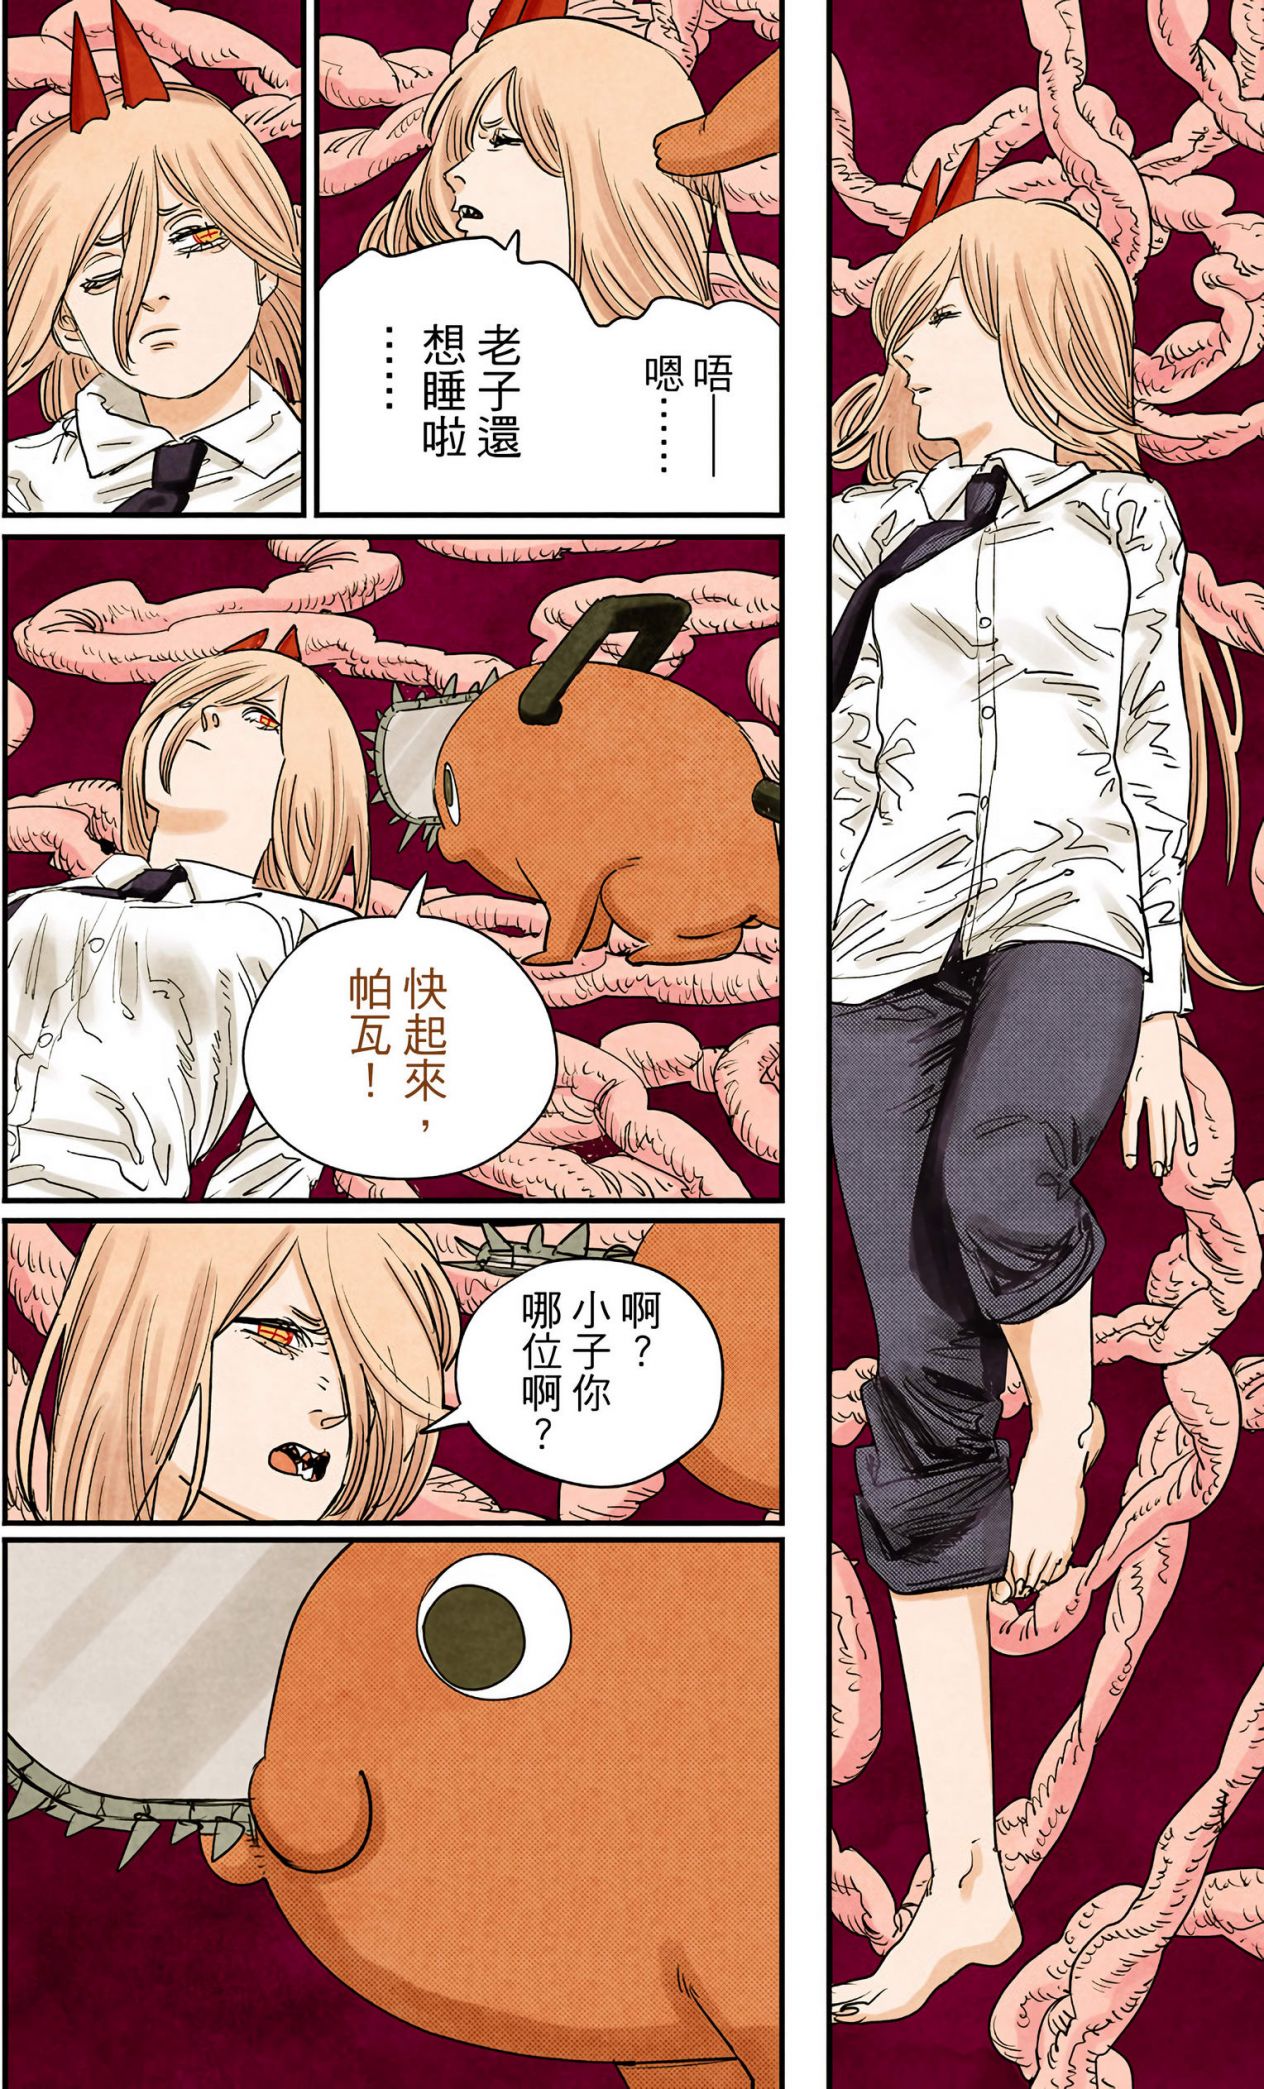 唔——
嗯……
老子還
想睡啦
……
快起來，
帕瓦！
啊？
小子你
哪位啊？